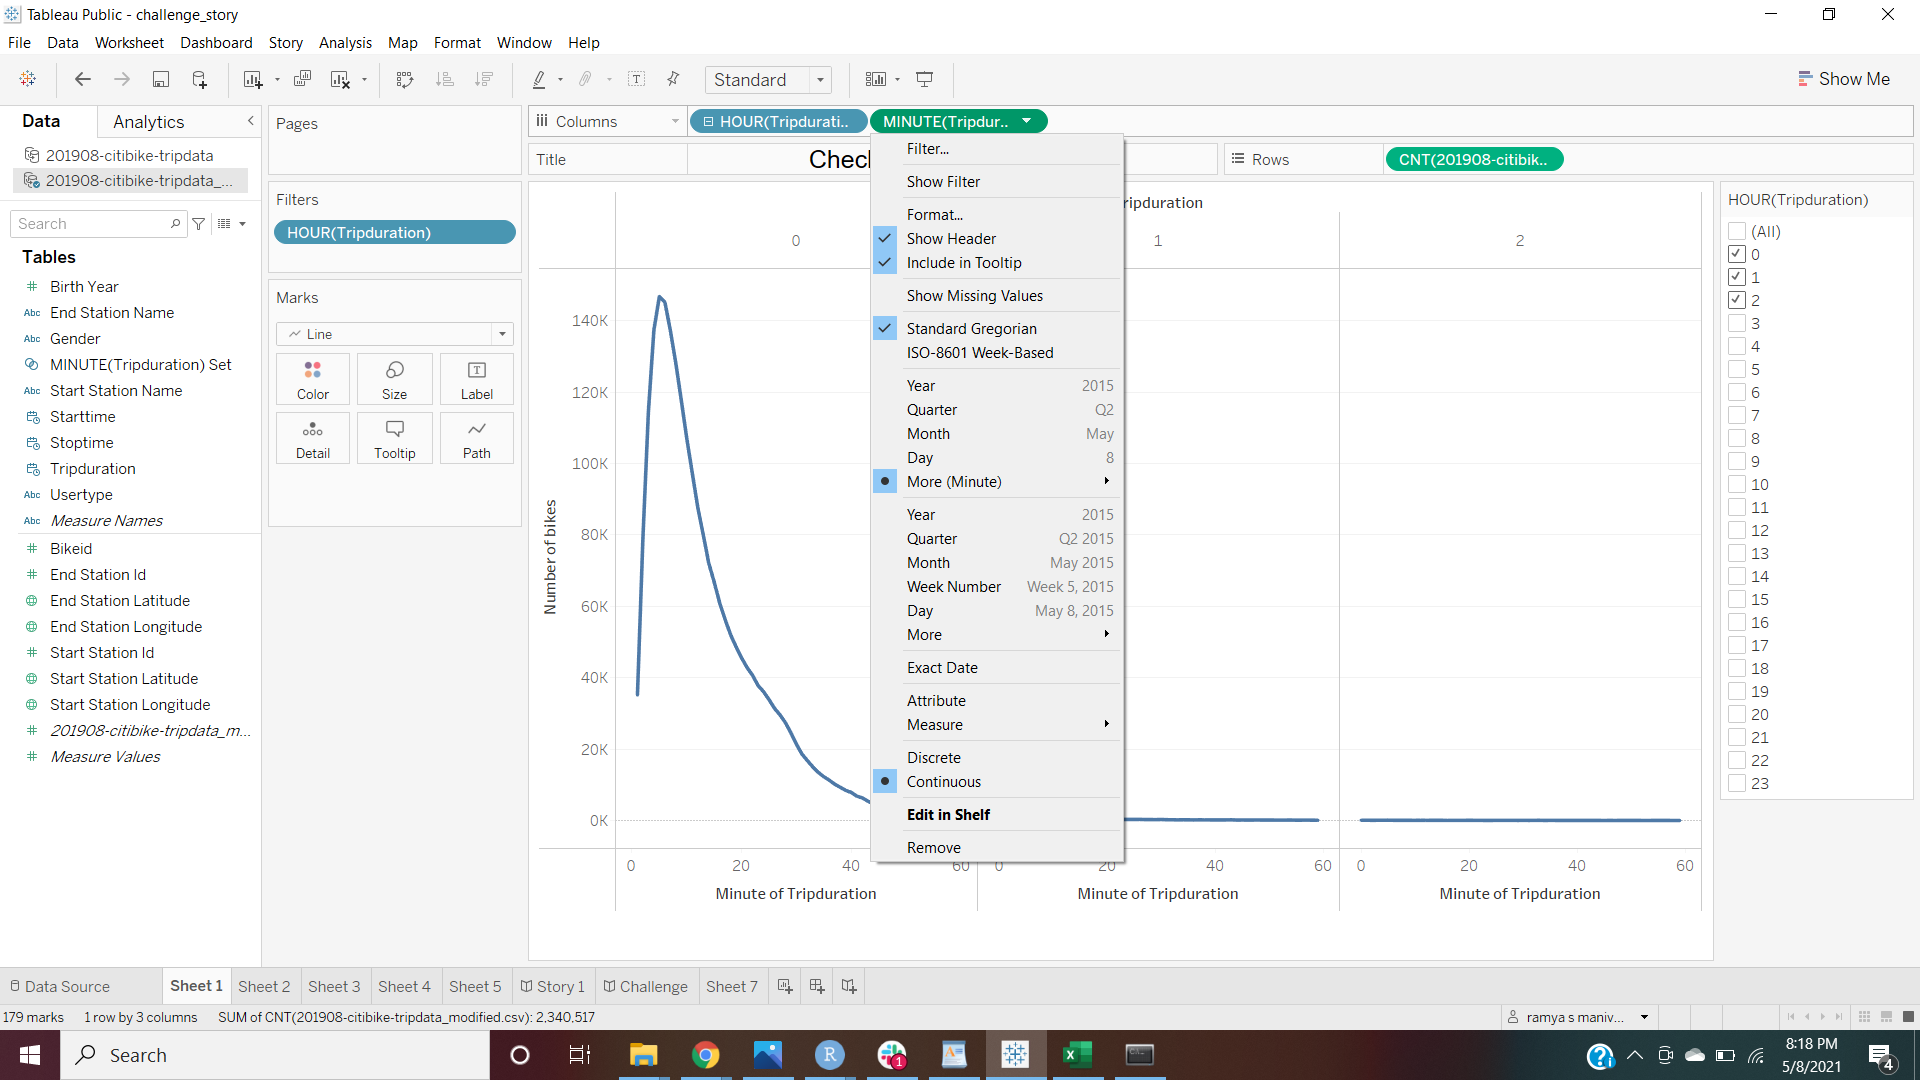 Tableau Public - challenge_story
File Data Worksheet Dashboard Story Analysis Map Format Window Help
Standard
Show Me
Data
Analytics
201908-citibike-tripdata
201908-citibike-tripdata_...
Search
Tables
Birth Year
Abc End Station Name
Abc Gender
MINUTE(Tripduration) Set
Abc Start Station Name
Starttime
Stoptime
Tripduration
Abc Usertype
Abc Measure Names
Bikeid
End Station Id
End Station Latitude
End Station Longitude
Start Station Id
Start Station Latitude
Start Station Longitude
201908-citibike-tripdata_m...
Measure Values
Pages
Filters
HOUR(Tripduration)
Marks
Line
Color Size Label
Detail Tooltip Path
Columns
HOUR(Tripdurati..
MINUTE(Tripdur..
Title
Chec
Rows
CNT(201908-citibik..
ripduration
0 1 2
Number of bikes
140K
120K
100K
80K
60K
40K
20K
0K
0 20 40 60 0 20 40 60 0 20 40 60
Minute of Tripduration Minute of Tripduration Minute of Tripduration
Filter...
Show Filter
Format...
Show Header
Include in Tooltip
Show Missing Values
Standard Gregorian
ISO-8601 Week-Based
Year 2015
Quarter Q2
Month May
Day 8
More (Minute)
Year 2015
Quarter Q2 2015
Month May 2015
Week Number Week 5, 2015
Day May 8, 2015
More
Exact Date
Attribute
Measure
Discrete
Continuous
Edit in Shelf
Remove
HOUR(Tripduration)
(All)
0
1
2
3
4
5
6
7
8
9
10
11
12
13
14
15
16
17
18
19
20
21
22
23
Data Source Sheet 1 Sheet 2 Sheet 3 Sheet 4 Sheet 5 Story 1 Challenge Sheet 7
179 marks 1 row by 3 columns SUM of CNT(201908-citibike-tripdata_modified.csv): 2,340,517
ramya s maniv...
Search
R
1
8:18 PM
5/8/2021
4